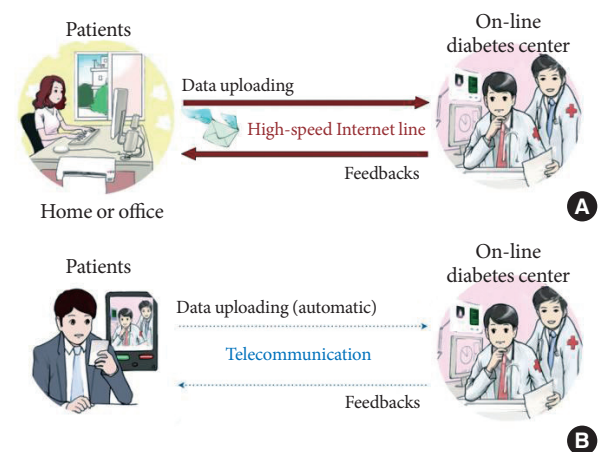 Patients
On-line
diabetes center
Data uploading
High-speed Internet line
Feedbacks
Home or office
A
Patients
On-line
diabetes center
Data uploading (automatic)
Telecommunication
Feedbacks
B